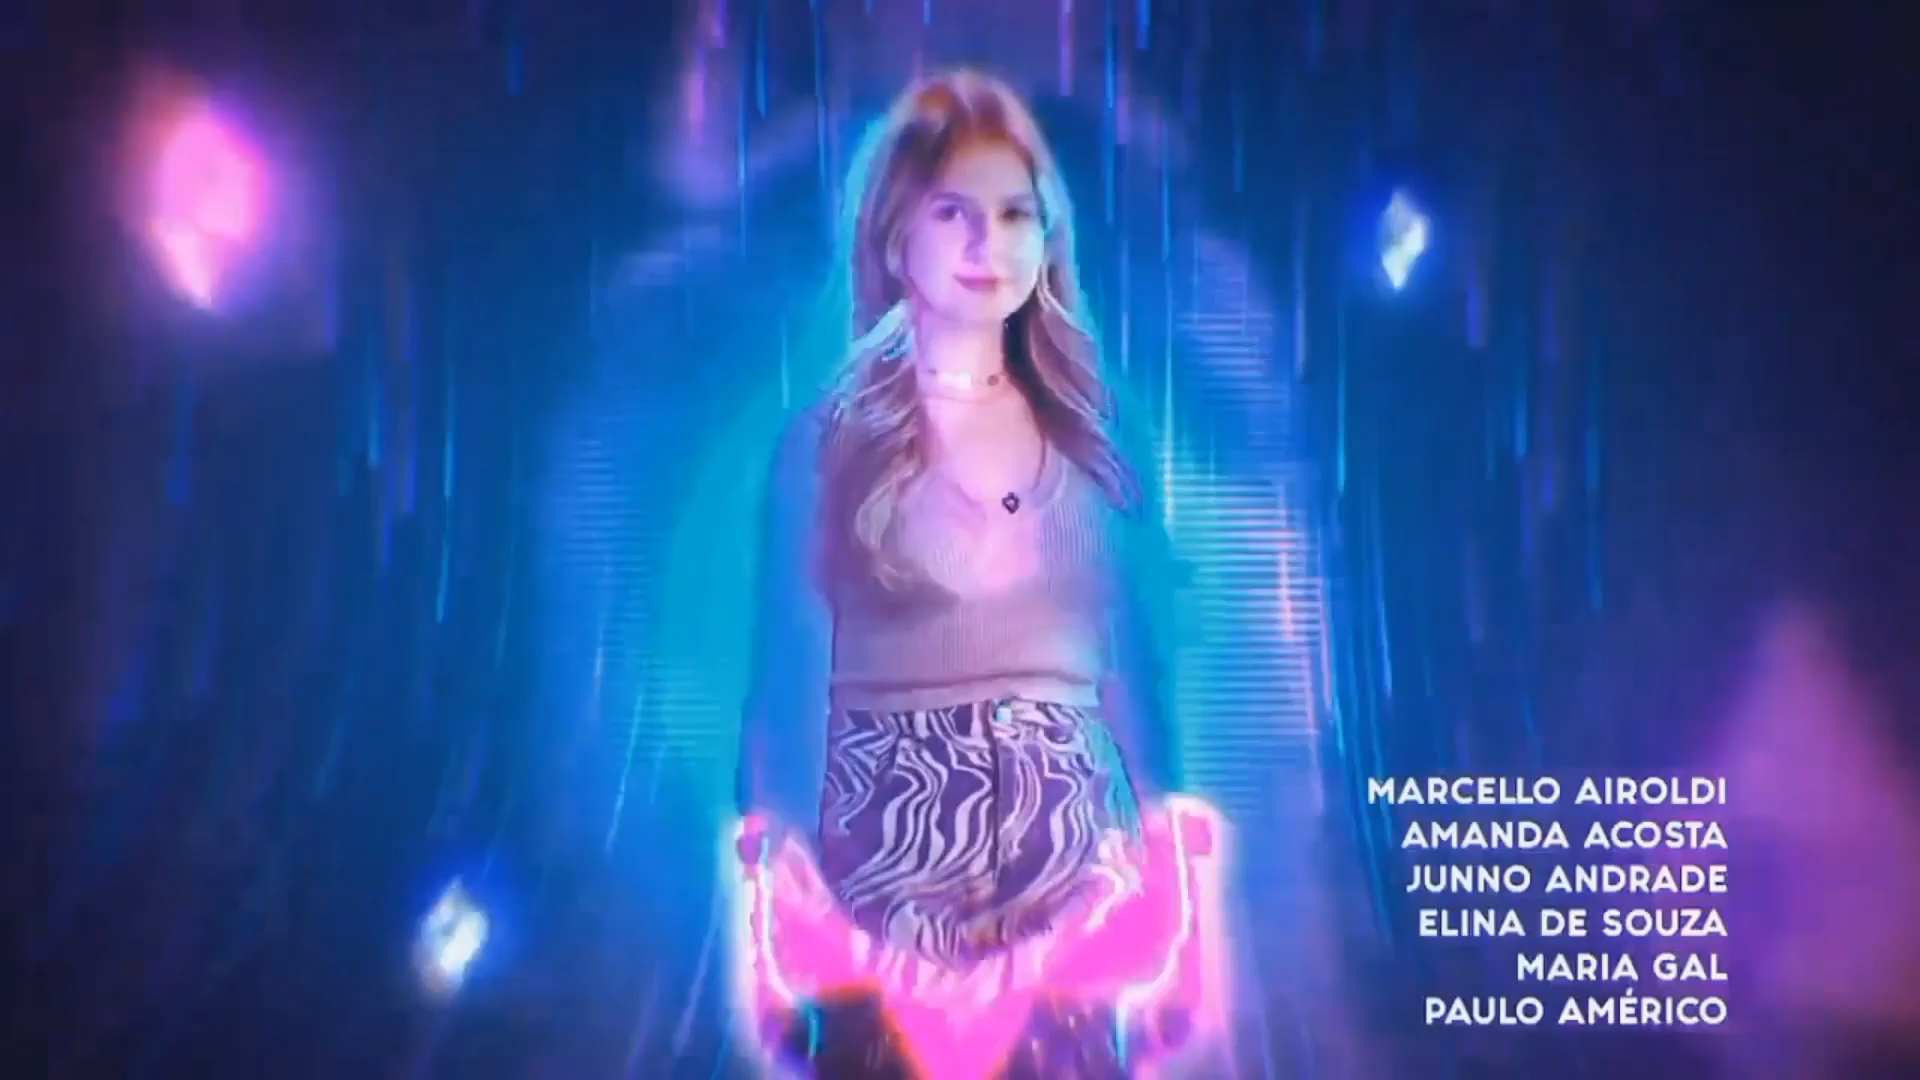 MARCELLO AIROLDI
AMANDA ACOSTA
JUNNO ANDRADE
ELINA DE SOUZA
MARIA GAL
PAULO AMÉRICO